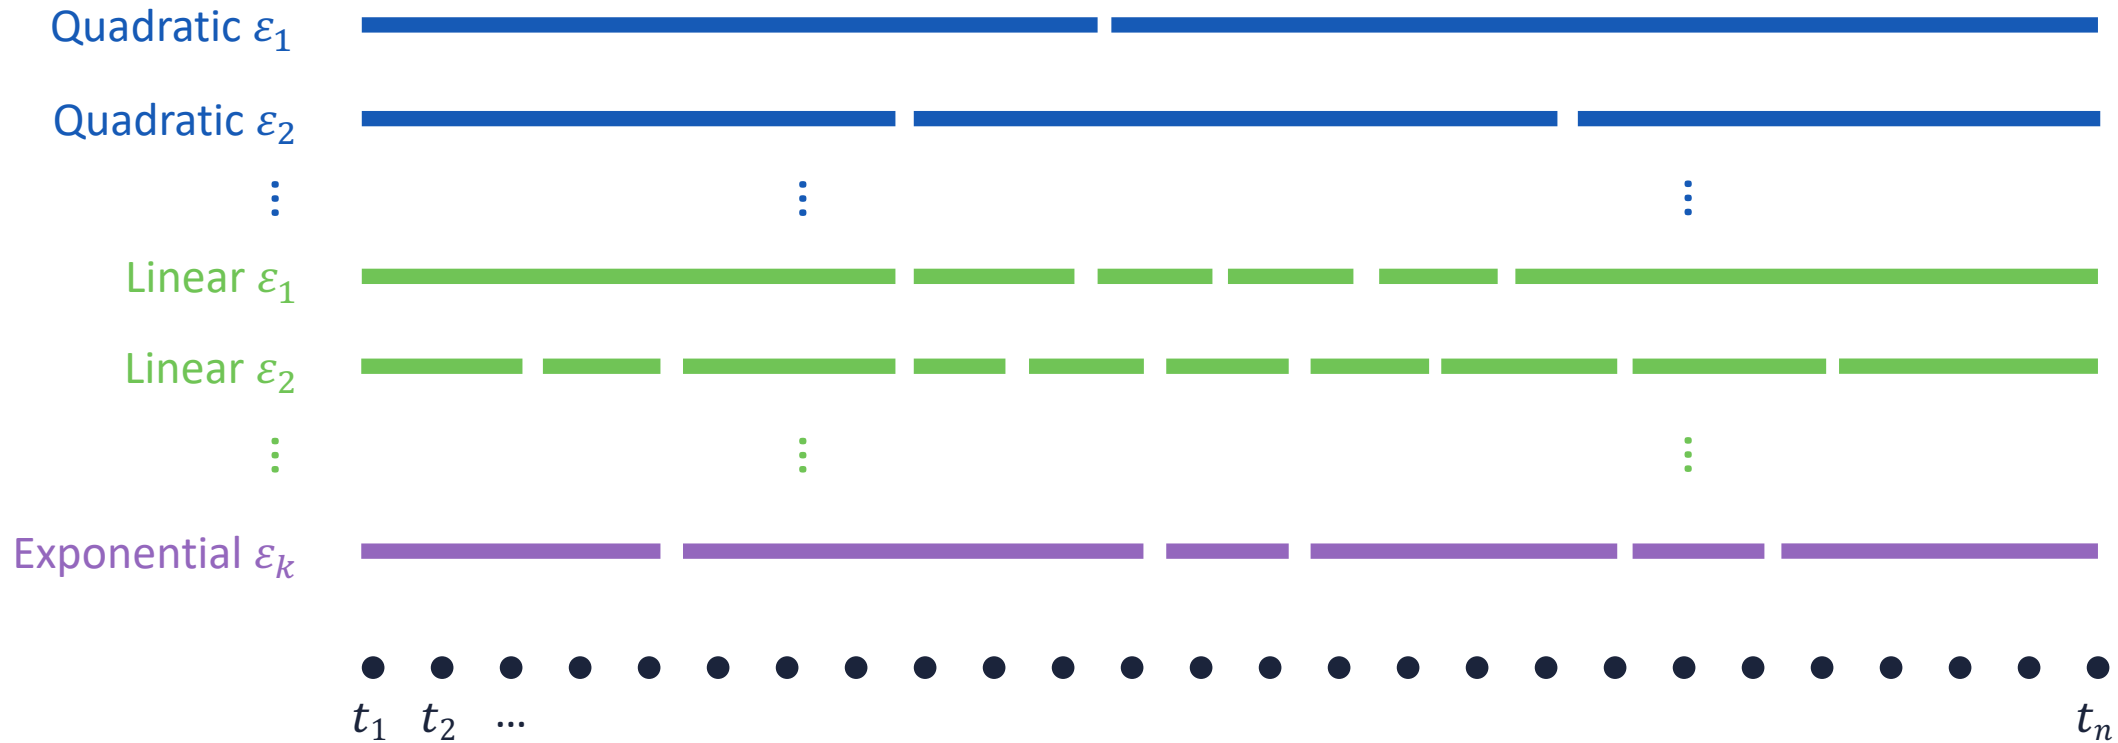 Quadratic ε₁
Quadratic ε₂
⋮ ⋮ ⋮
Linear ε₁
Linear ε₂
⋮ ⋮ ⋮
Exponential εₖ
t₁ t₂ ... tₙ